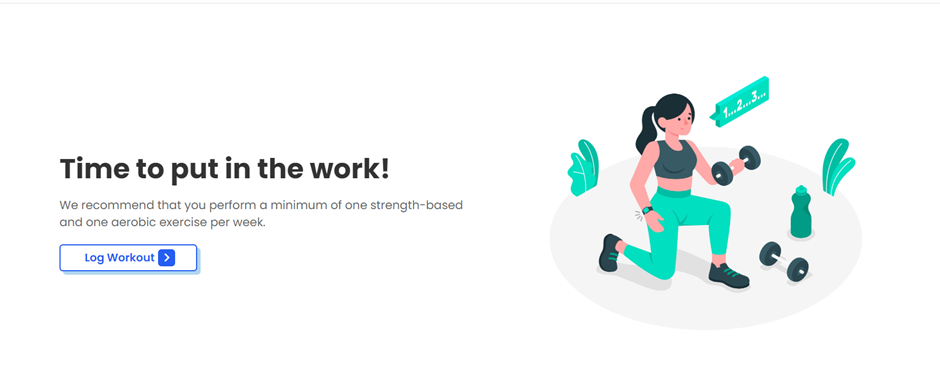 1...2...3...
Time to put in the work!
We recommend that you perform a minimum of one strength-based
and one aerobic exercise per week.
Log Workout